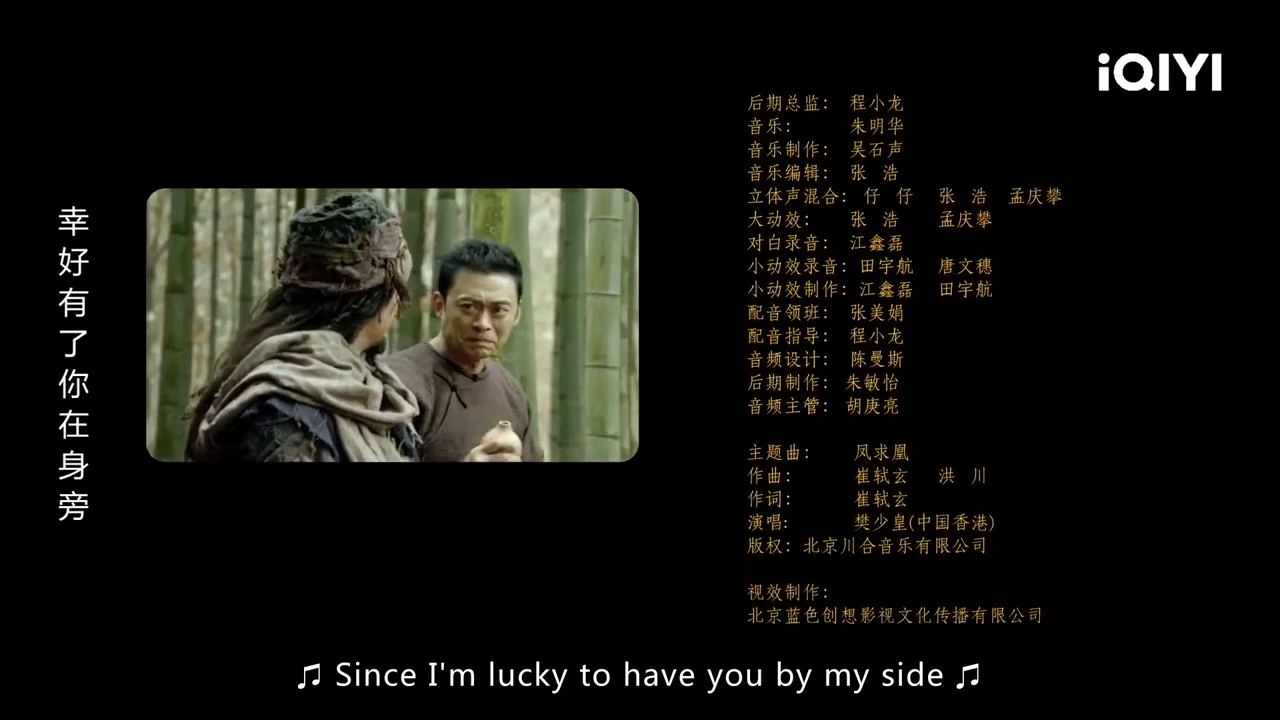 iQIYI
幸好有了你在身旁
后期总监： 程小龙
音乐： 朱明华
音乐制作： 吴石声
音乐编辑： 张 浩
立体声混合： 仔 仔 张 浩 孟庆攀
大动效： 张 浩 孟庆攀
对白录音： 江鑫磊
小动效录音： 田宇航 唐文穗
小动效制作： 江鑫磊 田宇航
配音领班： 张美娟
配音指导： 程小龙
音频设计： 陈曼斯
后期制作： 朱敏怡
音频主管： 胡庚亮
主题曲： 凤求凰
作曲： 崔轼玄 洪 川
作词： 崔轼玄
演唱： 樊少皇(中国香港)
版权： 北京川合音乐有限公司
视效制作：
北京蓝色创想影视文化传播有限公司
♫ Since I'm lucky to have you by my side ♫